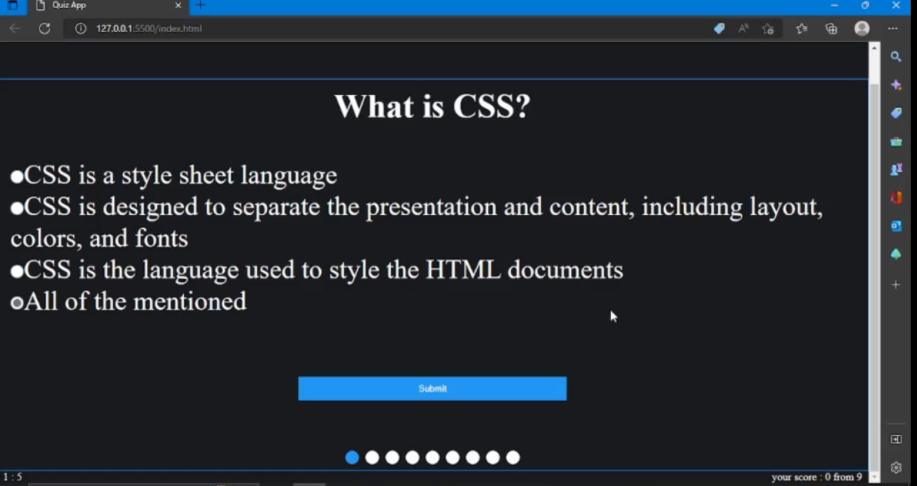 Quiz App
127.0.0.1:5500/index.html
What is CSS?
CSS is a style sheet language
CSS is designed to separate the presentation and content, including layout,
colors, and fonts
CSS is the language used to style the HTML documents
All of the mentioned
Submit
1 : 5
your score : 0 from 9